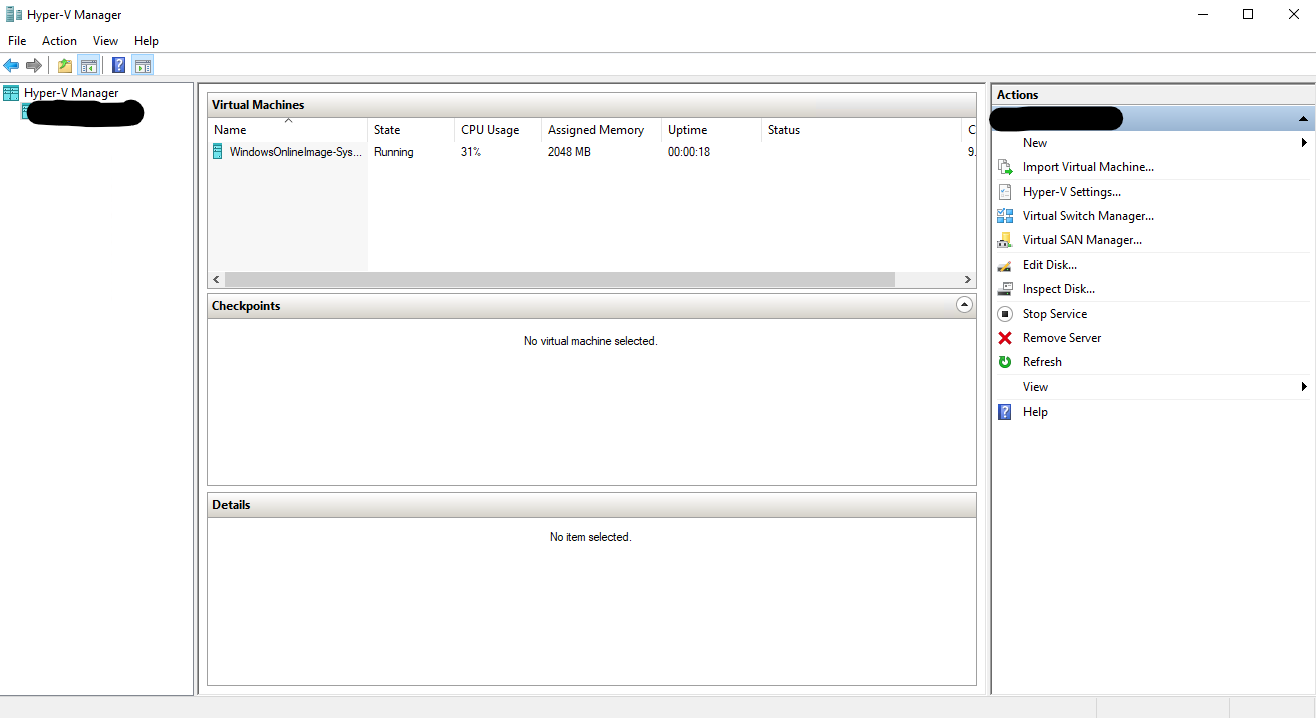 Hyper-V Manager
File Action View Help
Hyper-V Manager
Virtual Machines
Name State CPU Usage Assigned Memory Uptime Status C
WindowsOnlineImage-Sys... Running 31% 2048 MB 00:00:18 9.
Checkpoints
No virtual machine selected.
Details
No item selected.
Actions
New
Import Virtual Machine...
Hyper-V Settings...
Virtual Switch Manager...
Virtual SAN Manager...
Edit Disk...
Inspect Disk...
Stop Service
Remove Server
Refresh
View
Help